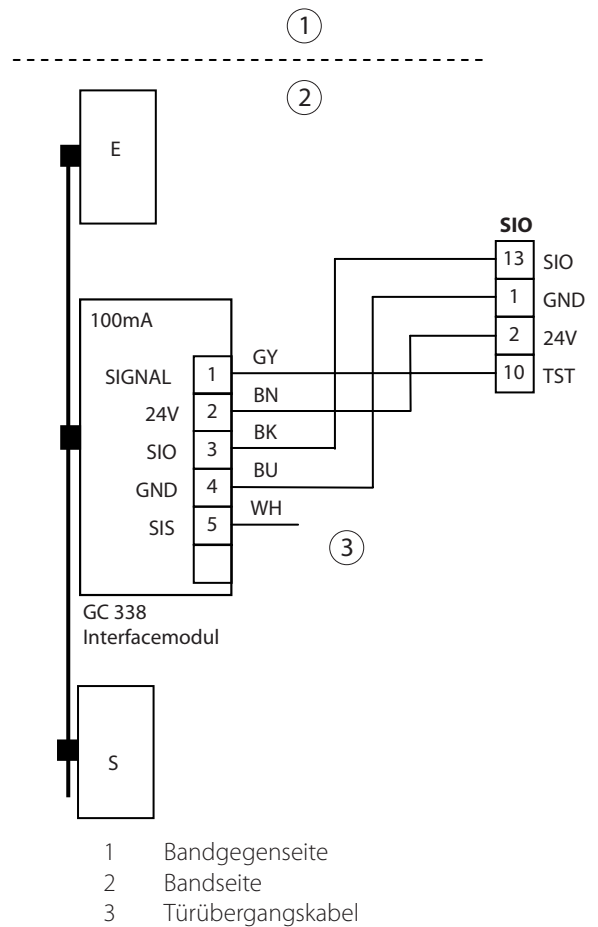 1
2
E
SIO
13 SIO
1 GND
2 24V
10 TST
100mA
SIGNAL 1 GY
24V 2 BN
SIO 3 BK
GND 4 BU
SIS 5 WH
3
GC 338
Interfacemodul
S
1 Bandgegenseite
2 Bandseite
3 Türübergangskabel